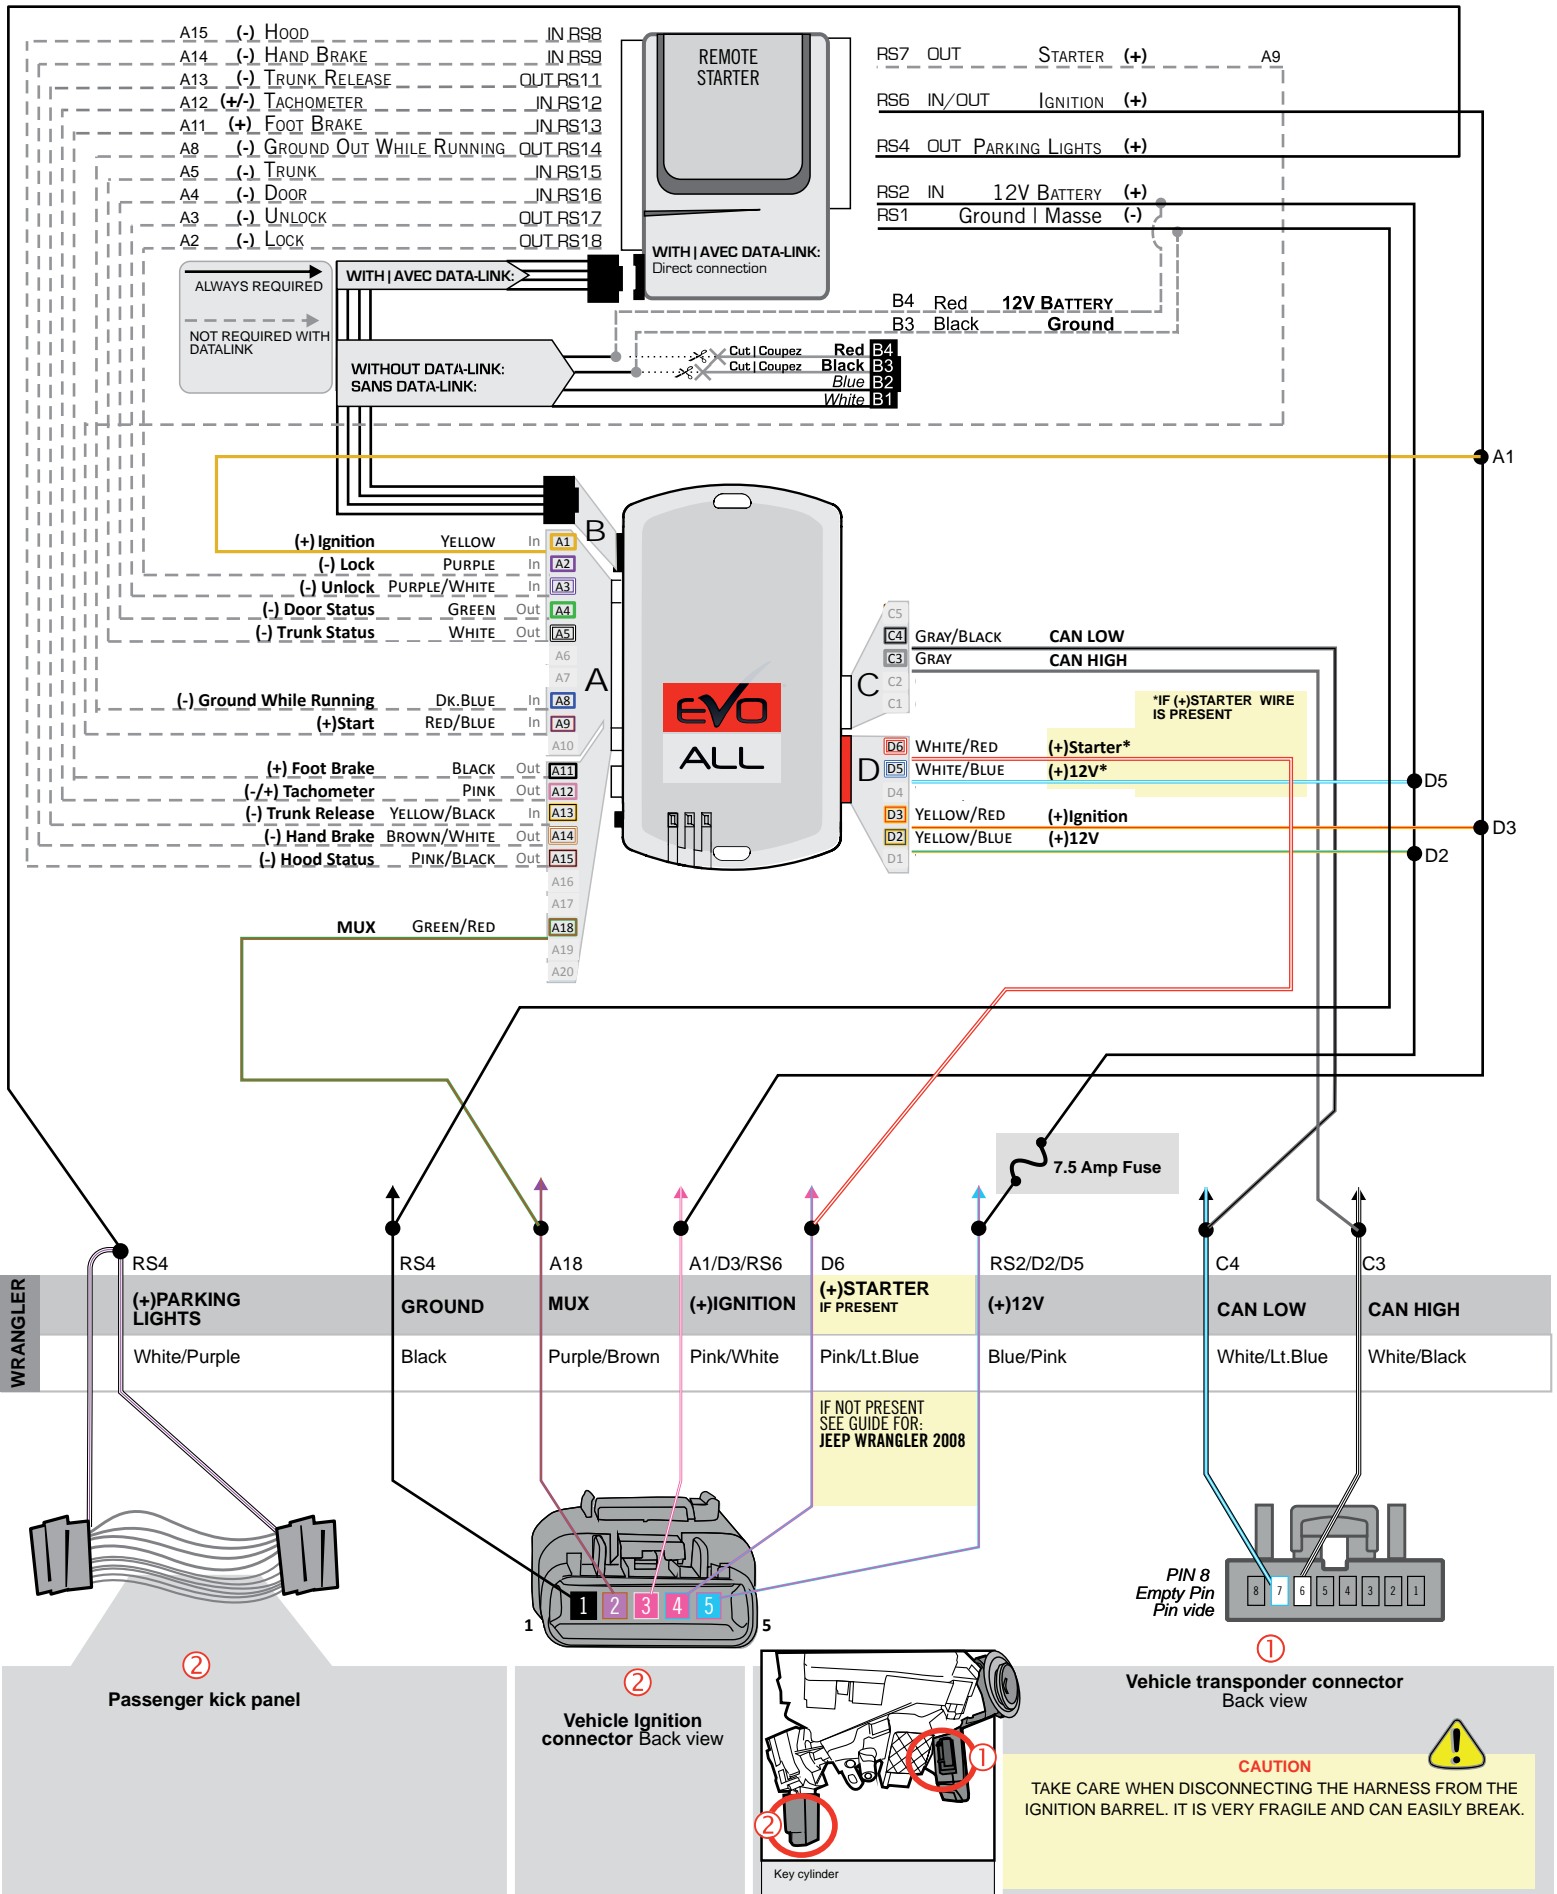 A15 (-) HOOD IN RS8
A14 (-) HAND BRAKE IN RS9
A13 (-) TRUNK RELEASE OUT RS11
A12 (+/-) TACHOMETER IN RS12
A11 (+) FOOT BRAKE IN RS13
A8 (-) GROUND OUT WHILE RUNNING OUT RS14
A5 (-) TRUNK IN RS15
A4 (-) DOOR IN RS16
A3 (-) UNLOCK OUT RS17
A2 (-) LOCK OUT RS18
REMOTE
STARTER
WITH | AVEC DATA-LINK:
Direct connection
RS7 OUT STARTER (+) A9
RS6 IN/OUT IGNITION (+)
RS4 OUT PARKING LIGHTS (+)
RS2 IN 12V BATTERY (+)
RS1 Ground | Masse (-)
ALWAYS REQUIRED
NOT REQUIRED WITH
DATALINK
WITH | AVEC DATA-LINK:
WITHOUT DATA-LINK:
SANS DATA-LINK:
B4 Red 12V BATTERY
B3 Black Ground
Cut | Coupez Red B4
Cut | Coupez Black B3
Blue B2
White B1
A1
B
A
(+) Ignition YELLOW In A1
(-) Lock PURPLE In A2
(-) Unlock PURPLE/WHITE In A3
(-) Door Status GREEN Out A4
(-) Trunk Status WHITE Out A5
A6
A7
(-) Ground While Running DK.BLUE In A8
(+)Start RED/BLUE In A9
A10
(+) Foot Brake BLACK Out A11
(-/+) Tachometer PINK Out A12
(-) Trunk Release YELLOW/BLACK In A13
(-) Hand Brake BROWN/WHITE Out A14
(-) Hood Status PINK/BLACK Out A15
A16
A17
MUX GREEN/RED A18
A19
A20
EVO
ALL
C
C5
C4 GRAY/BLACK CAN LOW
C3 GRAY CAN HIGH
C2
C1
*IF (+)STARTER WIRE
IS PRESENT
D
D6 WHITE/RED (+)Starter*
D5 WHITE/BLUE (+)12V*
D4
D3 YELLOW/RED (+)Ignition
D2 YELLOW/BLUE (+)12V
D1
D5
D3
D2
7.5 Amp Fuse
RS4 RS4 A18 A1/D3/RS6 D6 RS2/D2/D5 C4 C3
WRANGLER
(+)PARKING
LIGHTS
GROUND
MUX
(+)IGNITION
(+)STARTER
IF PRESENT
(+)12V
CAN LOW
CAN HIGH
White/Purple Black Purple/Brown Pink/White Pink/Lt.Blue Blue/Pink White/Lt.Blue White/Black
IF NOT PRESENT
SEE GUIDE FOR:
JEEP WRANGLER 2008
1 2 3 4 5
1 5
PIN 8
Empty Pin
Pin vide
8 7 6 5 4 3 2 1
2
Passenger kick panel
2
Vehicle Ignition
connector Back view
1
2
Key cylinder
1
Vehicle transponder connector
Back view
CAUTION
TAKE CARE WHEN DISCONNECTING THE HARNESS FROM THE
IGNITION BARREL. IT IS VERY FRAGILE AND CAN EASILY BREAK.